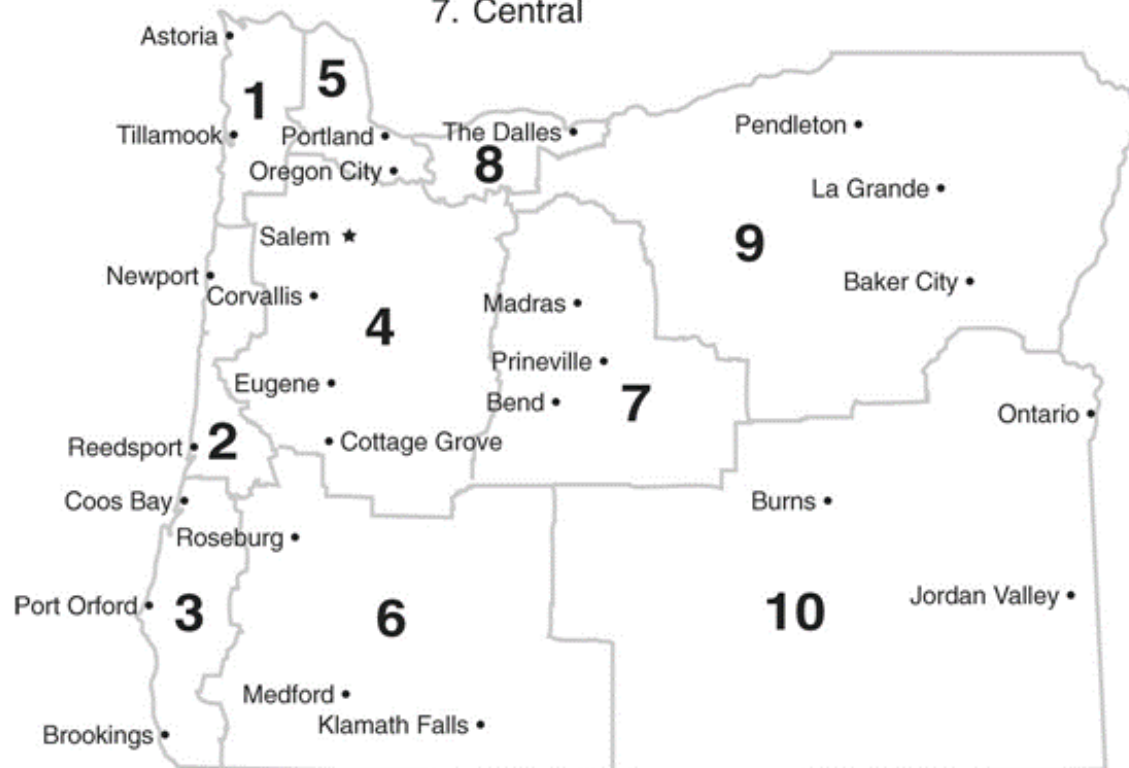 7. Central
Astoria
5
1
Tillamook
Portland
The Dalles
Pendleton
Oregon City
8
La Grande
Salem
9
Newport
Corvallis
Baker City
4
Madras
Prineville
Eugene
Bend
7
Ontario
Reedsport
2
Cottage Grove
Coos Bay
Burns
Roseburg
Port Orford
3
6
10
Jordan Valley
Medford
Klamath Falls
Brookings